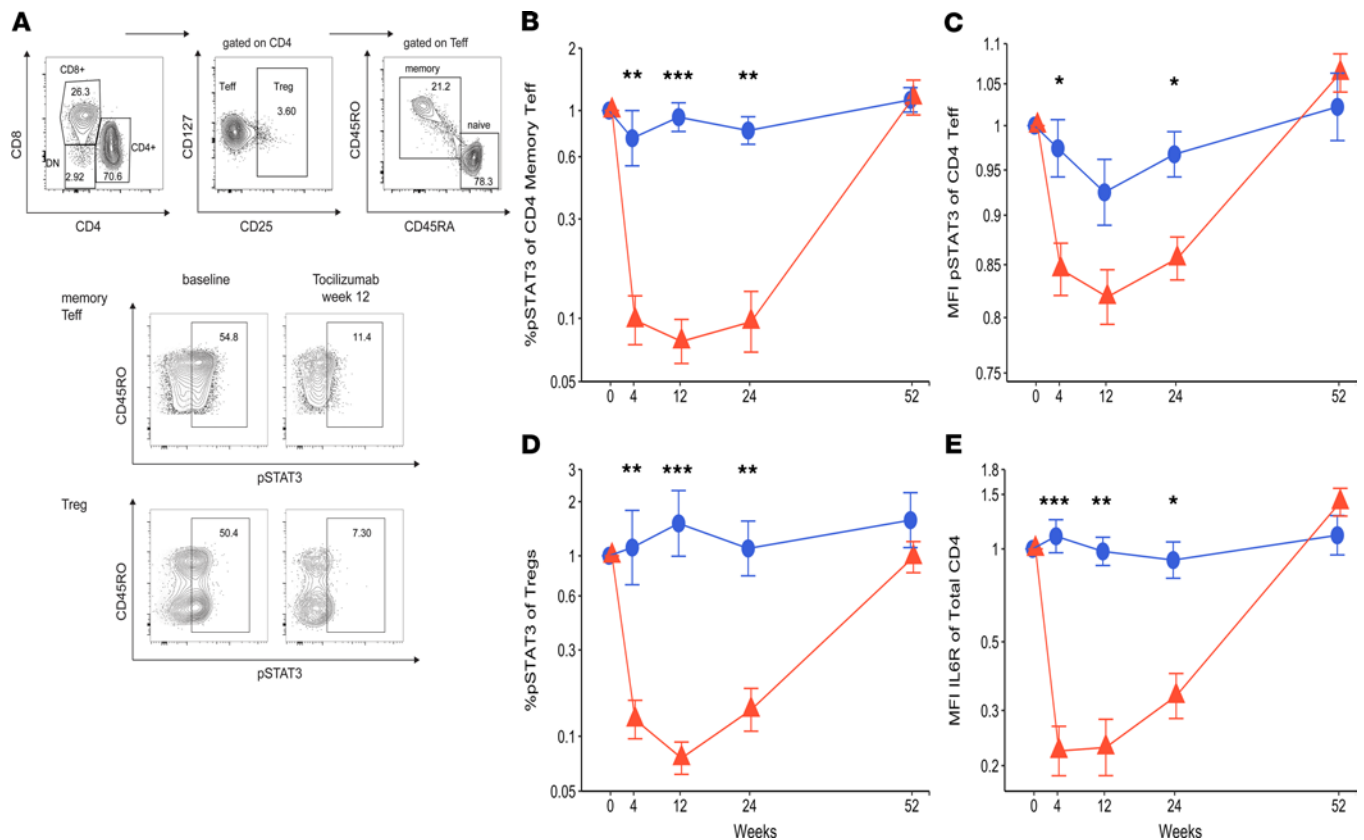 A
gated on CD4
gated on Teff
CD8+
26.3
DN
CD4+
2.92
70.6
CD8
CD4
Teff
Treg
3.60
CD127
CD25
memory
21.2
naive
78.3
CD45RO
CD45RA
baseline
Tocilizumab
week 12
memory
Teff
CD45RO
54.8
11.4
pSTAT3
Treg
CD45RO
50.4
7.30
pSTAT3
B
%pSTAT3 of CD4 Memory Teff
2
1
0.6
0.3
0.1
0.05
** *** **
0 4 12 24 52
C
MFI pSTAT3 of CD4 Teff
1.1
1.05
1
0.95
0.9
0.85
0.8
0.75
* *
0 4 12 24 52
D
%pSTAT3 of Tregs
3
2
1
0.6
0.3
0.1
0.05
** *** **
0 4 12 24 52
Weeks
E
MFI IL6R of Total CD4
1.8
1.5
1
0.5
0.3
0.2
*** ** *
0 4 12 24 52
Weeks